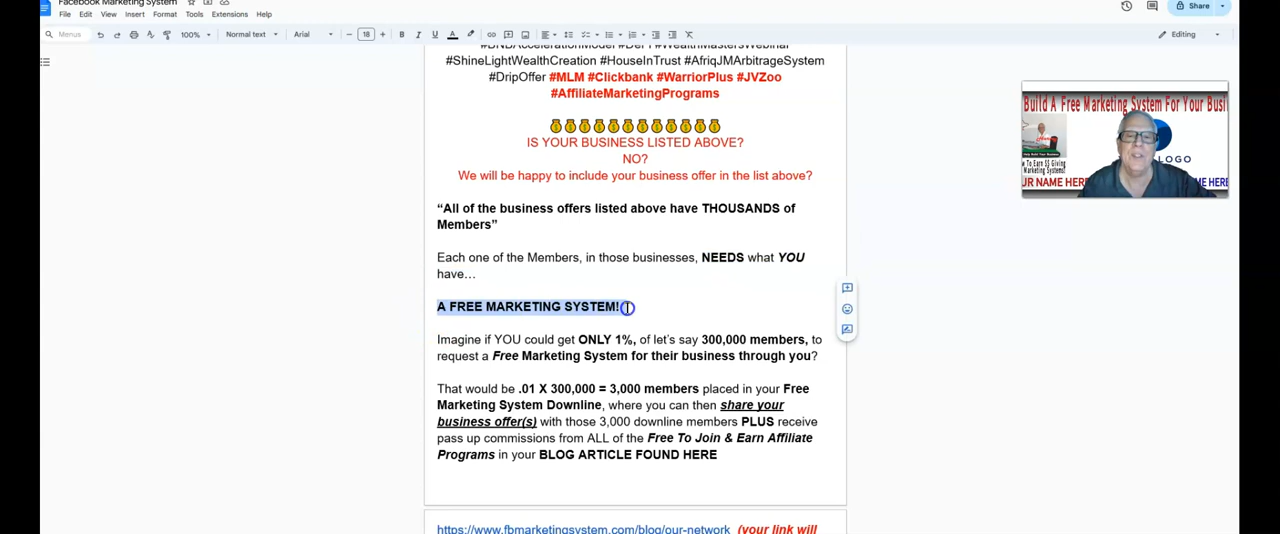 Facebook Marketing System
File Edit View Insert Format Tools Extensions Help
Share
Menus 100% Normal text Arial 18 Editing
#BNBAccelerationModel #DeFi #WealthMastersWebinar
#ShineLightWealthCreation #HouseInTrust #AfriqJMArbitrageSystem
#DripOffer #MLM #Clickbank #WarriorPlus #JVZoo
#AffiliateMarketingPrograms
IS YOUR BUSINESS LISTED ABOVE?
NO?
We will be happy to include your business offer in the list above?
“All of the business offers listed above have THOUSANDS of
Members”
Each one of the Members, in those businesses, NEEDS what YOU
have…
A FREE MARKETING SYSTEM!
Imagine if YOU could get ONLY 1%, of let’s say 300,000 members, to
request a Free Marketing System for their business through you?
That would be .01 X 300,000 = 3,000 members placed in your Free
Marketing System Downline, where you can then share your
business offer(s) with those 3,000 downline members PLUS receive
pass up commissions from ALL of the Free To Join & Earn Affiliate
Programs in your BLOG ARTICLE FOUND HERE
https://www.fbmarketingsystem.com/blog/our-network (your link will
Build A Free Marketing System For Your Busi
LOGO
To Earn $$ Giving
Marketing Systems!
UR NAME HERE
ME HERE